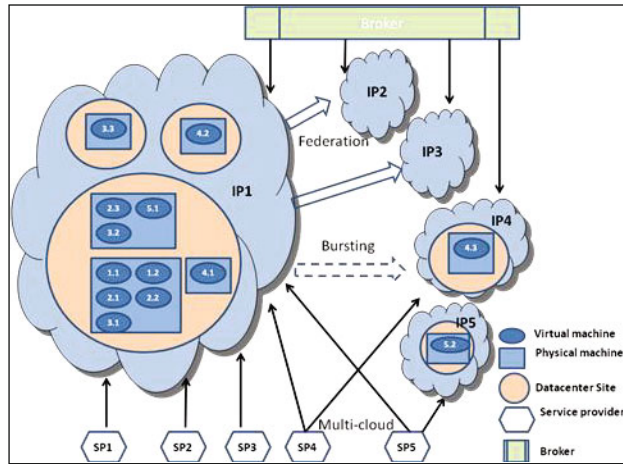 Broker
IP2
3.3
4.2
Federation
IP3
IP1
2.3 5.1
3.2
IP4
4.3
Bursting
1.1 1.2 4.1
2.1 2.2
3.1
IP5
5.2
Virtual machine
Physical machine
Datacenter Site
Service provider
Multi-cloud
SP1 SP2 SP3 SP4 SP5
Broker